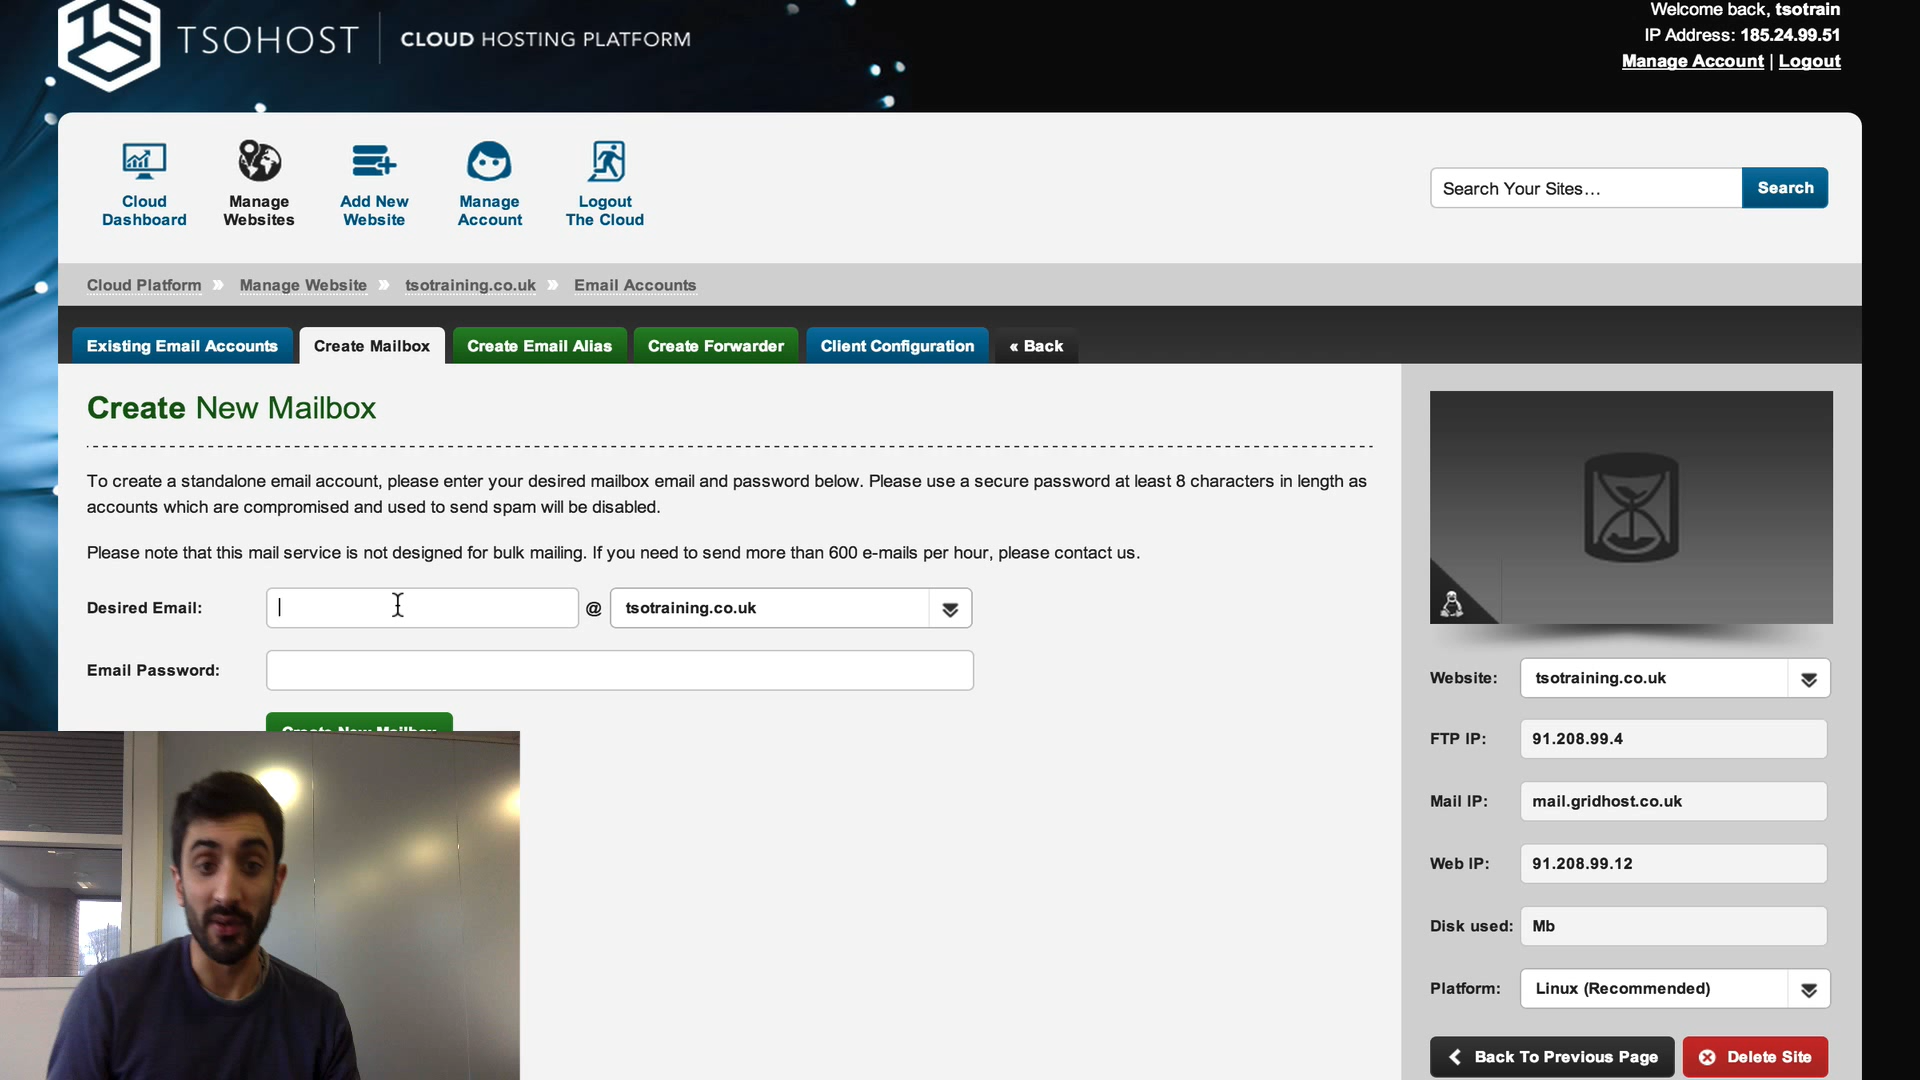 TSOHOST
CLOUD HOSTING PLATFORM
Welcome back, tsotrain
IP Address: 185.24.99.51
Manage Account | Logout
Cloud
Dashboard
Manage
Websites
Add New
Website
Manage
Account
Logout
The Cloud
Search Your Sites...
Search
Cloud Platform
Manage Website
tsotraining.co.uk
Email Accounts
Existing Email Accounts
Create Mailbox
Create Email Alias
Create Forwarder
Client Configuration
« Back
Create New Mailbox
To create a standalone email account, please enter your desired mailbox email and password below. Please use a secure password at least 8 characters in length as
accounts which are compromised and used to send spam will be disabled.
Please note that this mail service is not designed for bulk mailing. If you need to send more than 600 e-mails per hour, please contact us.
Desired Email:
@
tsotraining.co.uk
Email Password:
Create New Mailbox
Website:
tsotraining.co.uk
FTP IP:
91.208.99.4
Mail IP:
mail.gridhost.co.uk
Web IP:
91.208.99.12
Disk used:
Mb
Platform:
Linux (Recommended)
Back To Previous Page
Delete Site